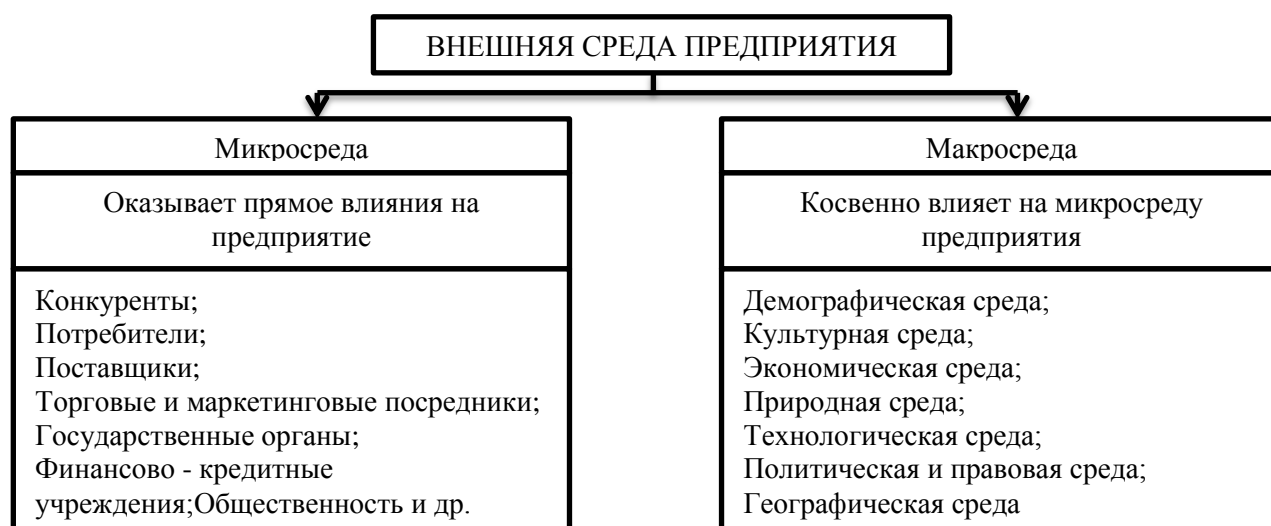 ВНЕШНЯЯ СРЕДА ПРЕДПРИЯТИЯ
Микросреда
Оказывает прямое влияния на
предприятие
Конкуренты;
Потребители;
Поставщики;
Торговые и маркетинговые посредники;
Государственные органы;
Финансово - кредитные
учреждения;Общественность и др.
Макросреда
Косвенно влияет на микросреду
предприятия
Демографическая среда;
Культурная среда;
Экономическая среда;
Природная среда;
Технологическая среда;
Политическая и правовая среда;
Географическая среда